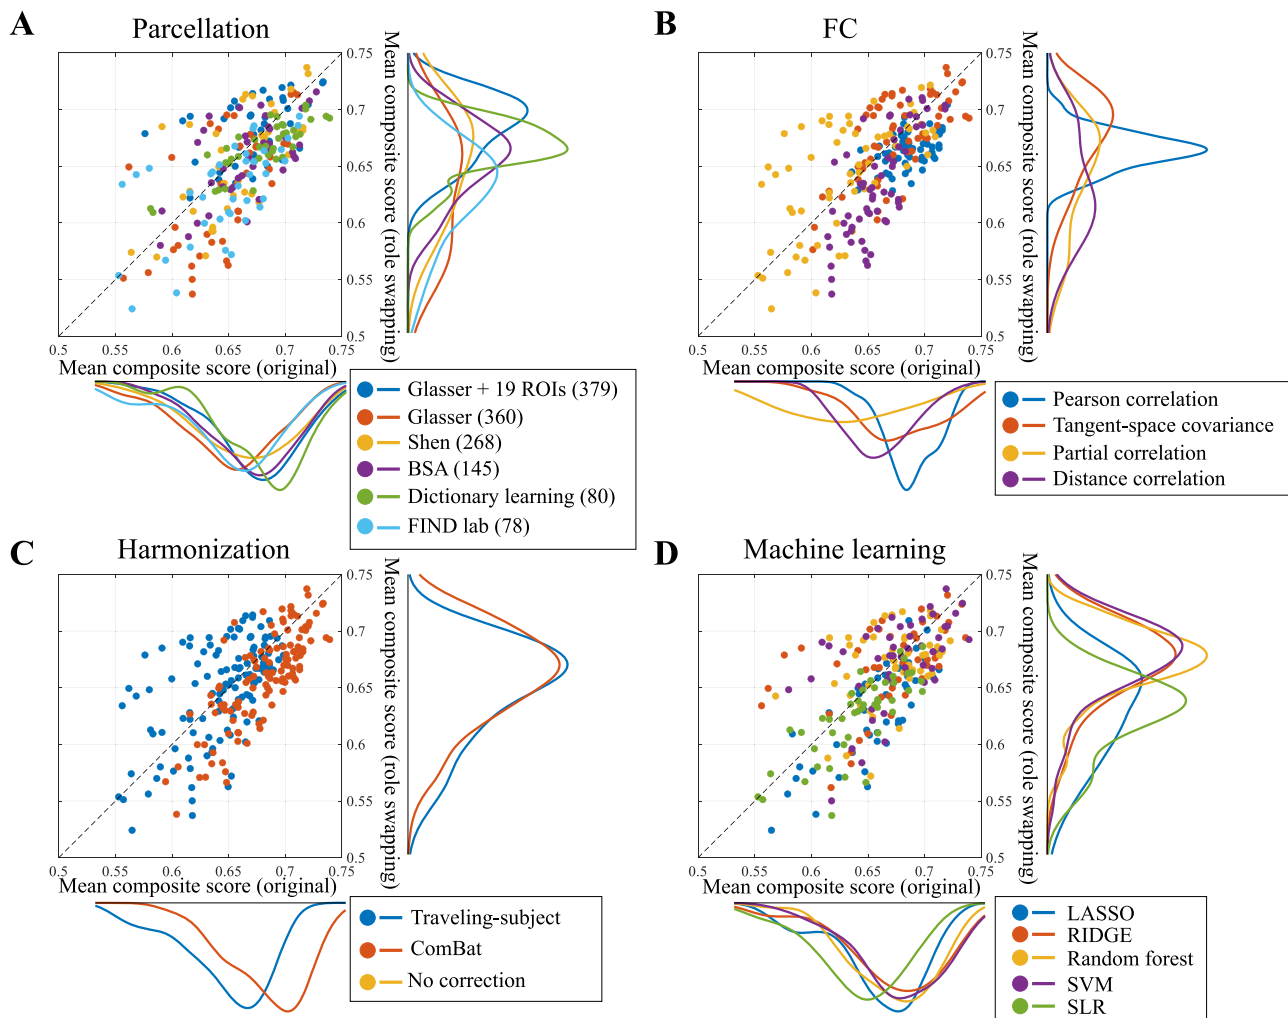 A
Parcellation
0.75
0.7
0.65
0.6
0.55
0.5
0.5
0.55
0.6
0.65
0.7
0.75
Mean composite score (original)
Mean composite score (role swapping)
Glasser + 19 ROIs (379)
Glasser (360)
Shen (268)
BSA (145)
Dictionary learning (80)
FIND lab (78)
B
FC
0.75
0.7
0.65
0.6
0.55
0.5
0.5
0.55
0.6
0.65
0.7
0.75
Mean composite score (original)
Mean composite score (role swapping)
Pearson correlation
Tangent-space covariance
Partial correlation
Distance correlation
C
Harmonization
0.75
0.7
0.65
0.6
0.55
0.5
0.5
0.55
0.6
0.65
0.7
0.75
Mean composite score (original)
Mean composite score (role swapping)
Traveling-subject
ComBat
No correction
D
Machine learning
0.75
0.7
0.65
0.6
0.55
0.5
0.5
0.55
0.6
0.65
0.7
0.75
Mean composite score (original)
Mean composite score (role swapping)
LASSO
RIDGE
Random forest
SVM
SLR